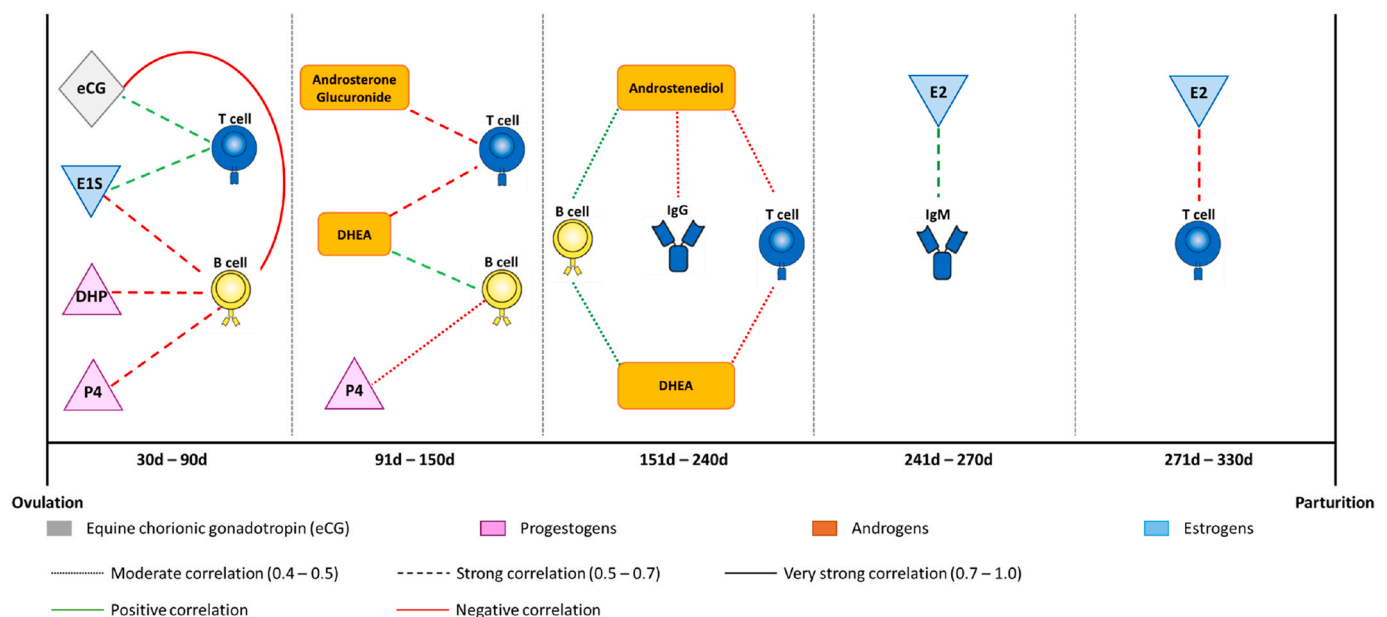 eCG
T cell
E1S
B cell
DHP
P4
Androsterone
Glucuronide
T cell
DHEA
B cell
P4
Androstenediol
B cell
IgG
T cell
DHEA
E2
IgM
E2
T cell
30d – 90d
91d – 150d
151d – 240d
241d – 270d
271d – 330d
Ovulation
Parturition
Equine chorionic gonadotropin (eCG)
Progestogens
Androgens
Estrogens
Moderate correlation (0.4 – 0.5)
Strong correlation (0.5 – 0.7)
Very strong correlation (0.7 - 1.0)
Positive correlation
Negative correlation